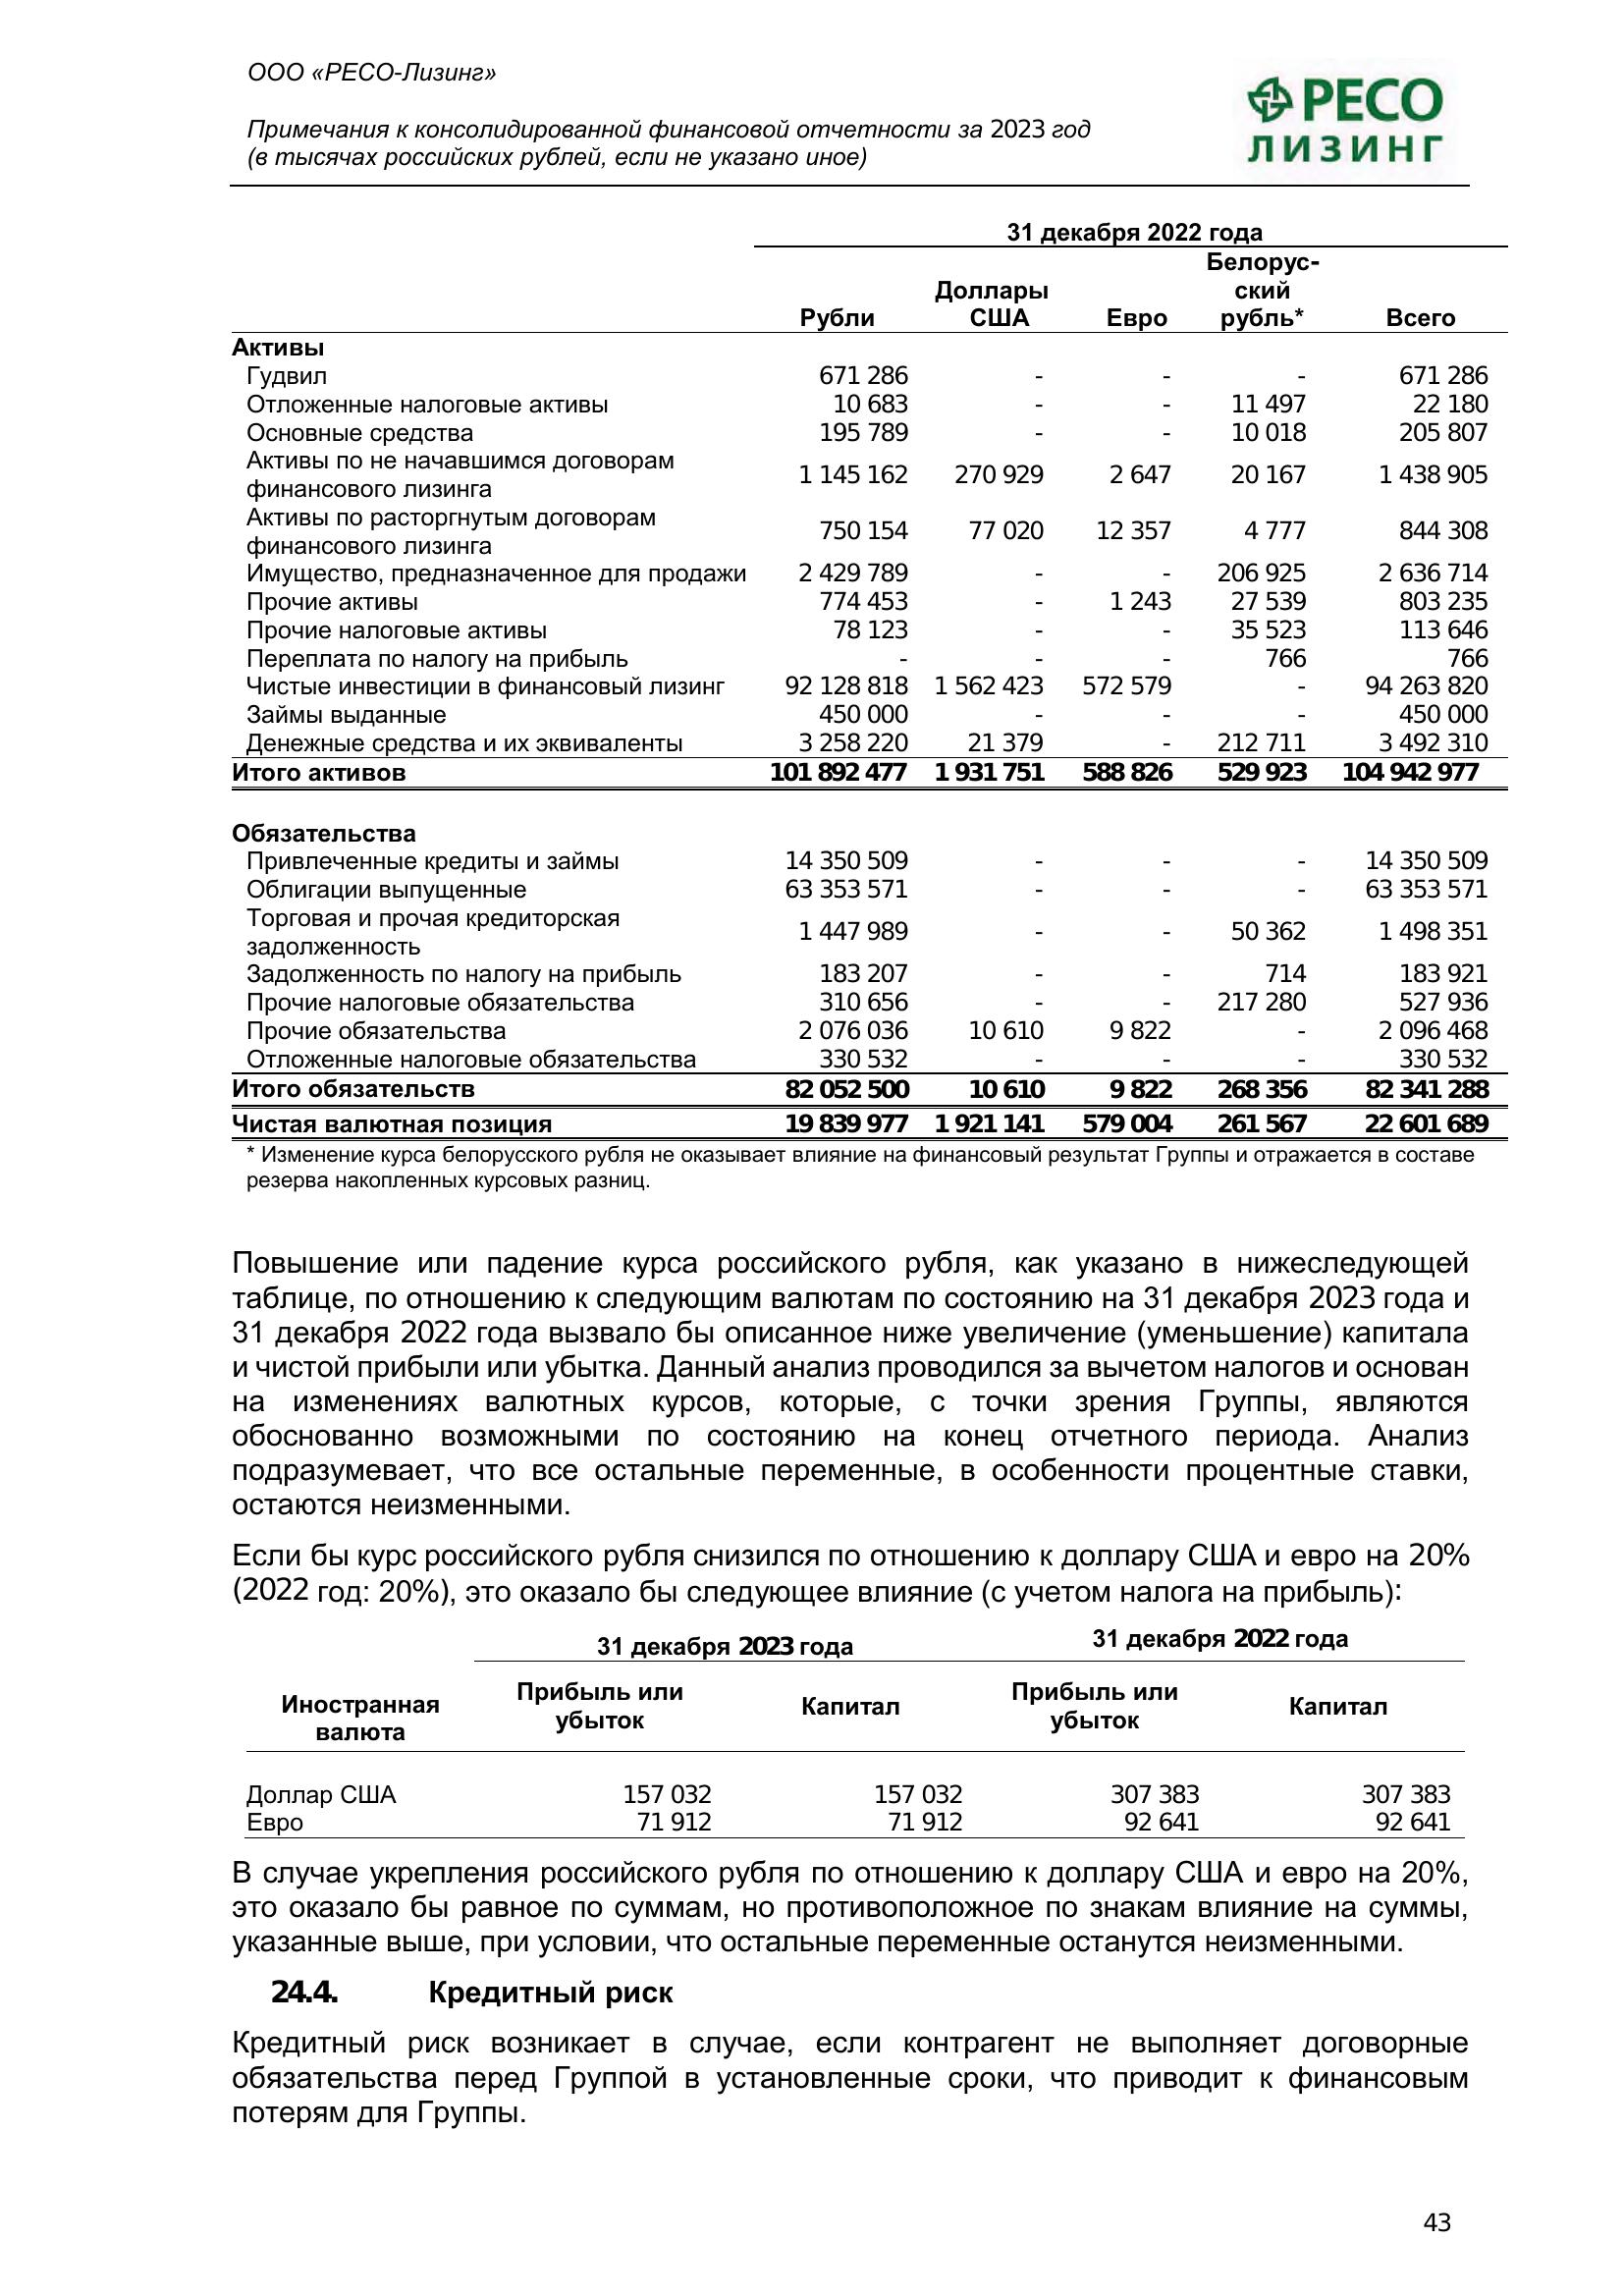 ООО «РЕСО-Лизинг»
РЕСО
ЛИЗИНГ
Примечания к консолидированной финансовой отчетности за 2023 год
(в тысячах российских рублей, если не указано иное)
31 декабря 2022 года
Рубли Доллары США Евро Белорус-ский рубль* Всего
Активы
Гудвил 671 286 - - - 671 286
Отложенные налоговые активы 10 683 - - 11 497 22 180
Основные средства 195 789 - - 10 018 205 807
Активы по не начавшимся договорам
финансового лизинга 1 145 162 270 929 2 647 20 167 1 438 905
Активы по расторгнутым договорам
финансового лизинга 750 154 77 020 12 357 4 777 844 308
Имущество, предназначенное для продажи 2 429 789 - - 206 925 2 636 714
Прочие активы 774 453 - 1 243 27 539 803 235
Прочие налоговые активы 78 123 - - 35 523 113 646
Переплата по налогу на прибыль - - - 766 766
Чистые инвестиции в финансовый лизинг 92 128 818 1 562 423 572 579 - 94 263 820
Займы выданные 450 000 - - - 450 000
Денежные средства и их эквиваленты 3 258 220 21 379 - 212 711 3 492 310
Итого активов 101 892 477 1 931 751 588 826 529 923 104 942 977
Обязательства
Привлеченные кредиты и займы 14 350 509 - - - 14 350 509
Облигации выпущенные 63 353 571 - - - 63 353 571
Торговая и прочая кредиторская
задолженность 1 447 989 - - 50 362 1 498 351
Задолженность по налогу на прибыль 183 207 - - 714 183 921
Прочие налоговые обязательства 310 656 - - 217 280 527 936
Прочие обязательства 2 076 036 10 610 9 822 - 2 096 468
Отложенные налоговые обязательства 330 532 - - - 330 532
Итого обязательств 82 052 500 10 610 9 822 268 356 82 341 288
Чистая валютная позиция 19 839 977 1 921 141 579 004 261 567 22 601 689
* Изменение курса белорусского рубля не оказывает влияние на финансовый результат Группы и отражается в составе
резерва накопленных курсовых разниц.
Повышение или падение курса российского рубля, как указано в нижеследующей
таблице, по отношению к следующим валютам по состоянию на 31 декабря 2023 года и
31 декабря 2022 года вызвало бы описанное ниже увеличение (уменьшение) капитала
и чистой прибыли или убытка. Данный анализ проводился за вычетом налогов и основан
на изменениях валютных курсов, которые, с точки зрения Группы, являются
обоснованно возможными по состоянию на конец отчетного периода. Анализ
подразумевает, что все остальные переменные, в особенности процентные ставки,
остаются неизменными.
Если бы курс российского рубля снизился по отношению к доллару США и евро на 20%
(2022 год: 20%), это оказало бы следующее влияние (с учетом налога на прибыль):
31 декабря 2023 года 31 декабря 2022 года
Иностранная валюта Прибыль или убыток Капитал Прибыль или убыток Капитал
Доллар США 157 032 157 032 307 383 307 383
Евро 71 912 71 912 92 641 92 641
В случае укрепления российского рубля по отношению к доллару США и евро на 20%,
это оказало бы равное по суммам, но противоположное по знакам влияние на суммы,
указанные выше, при условии, что остальные переменные останутся неизменными.
24.4. Кредитный риск
Кредитный риск возникает в случае, если контрагент не выполняет договорные
обязательства перед Группой в установленные сроки, что приводит к финансовым
потерям для Группы.
43